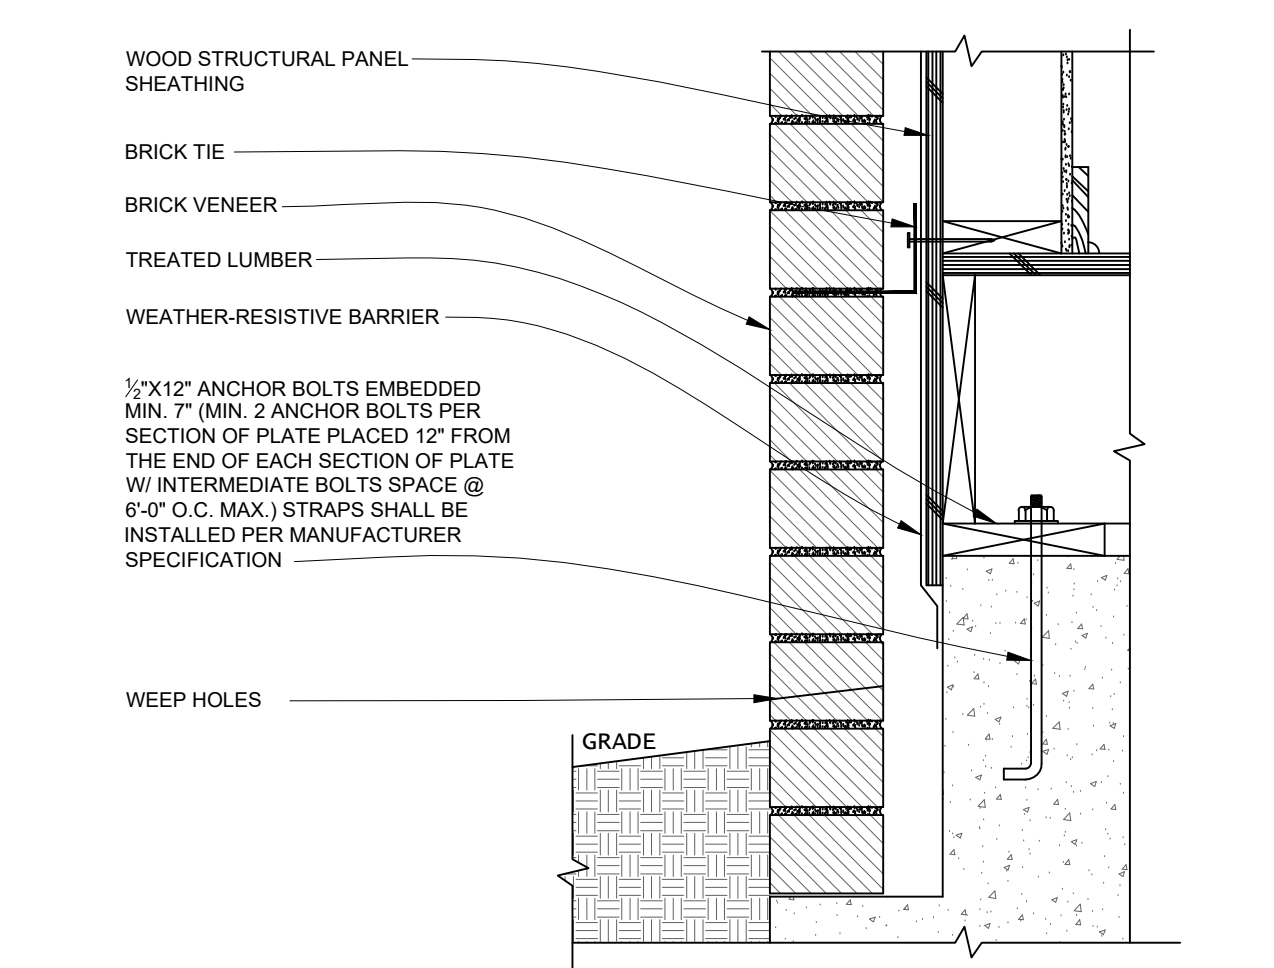 WOOD STRUCTURAL PANEL
SHEATHING
BRICK TIE
BRICK VENEER
TREATED LUMBER
WEATHER-RESISTIVE BARRIER
½"X12" ANCHOR BOLTS EMBEDDED
MIN. 7" (MIN. 2 ANCHOR BOLTS PER
SECTION OF PLATE PLACED 12" FROM
THE END OF EACH SECTION OF PLATE
W/ INTERMEDIATE BOLTS SPACE @
6'-0" O.C. MAX.) STRAPS SHALL BE
INSTALLED PER MANUFACTURER
SPECIFICATION
WEEP HOLES
GRADE